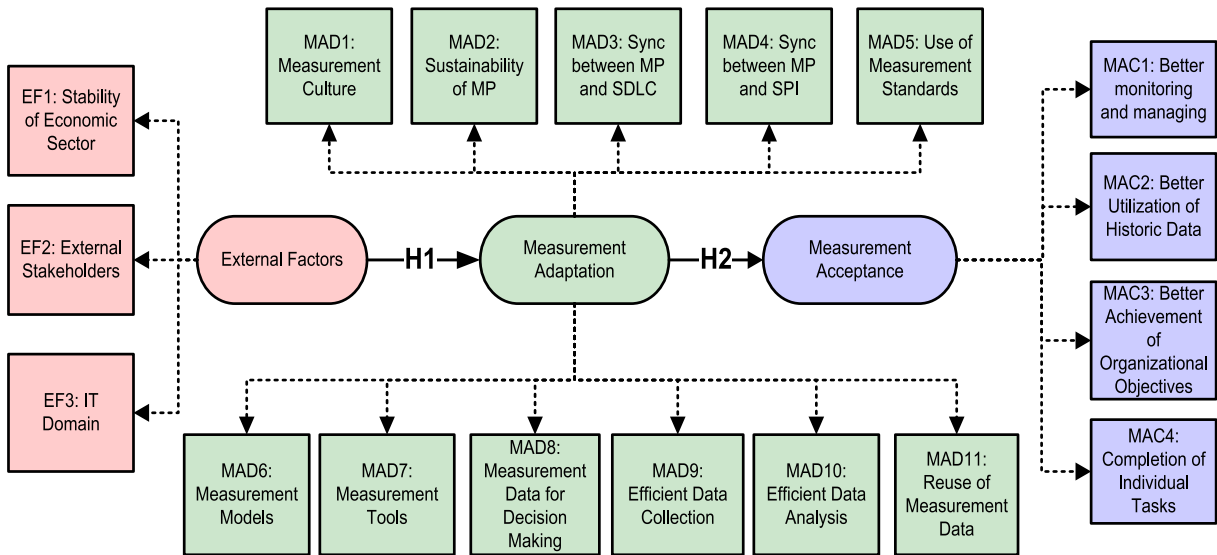 EF1: Stability
of Economic
Sector
EF2: External
Stakeholders
EF3: IT
Domain
MAD1:
Measurement
Culture
MAD2:
Sustainability
of MP
MAD3: Sync
between MP
and SDLC
MAD4: Sync
between MP
and SPI
MAD5: Use of
Measurement
Standards
External Factors
H1
Measurement
Adaptation
H2
Measurement
Acceptance
MAD6:
Measurement
Models
MAD7:
Measurement
Tools
MAD8:
Measurement
Data for
Decision
Making
MAD9:
Efficient Data
Collection
MAD10:
Efficient Data
Analysis
MAD11:
Reuse of
Measurement
Data
MAC1: Better
monitoring
and managing
MAC2: Better
Utilization of
Historic Data
MAC3: Better
Achievement
of
Organizational
Objectives
MAC4:
Completion of
Individual
Tasks